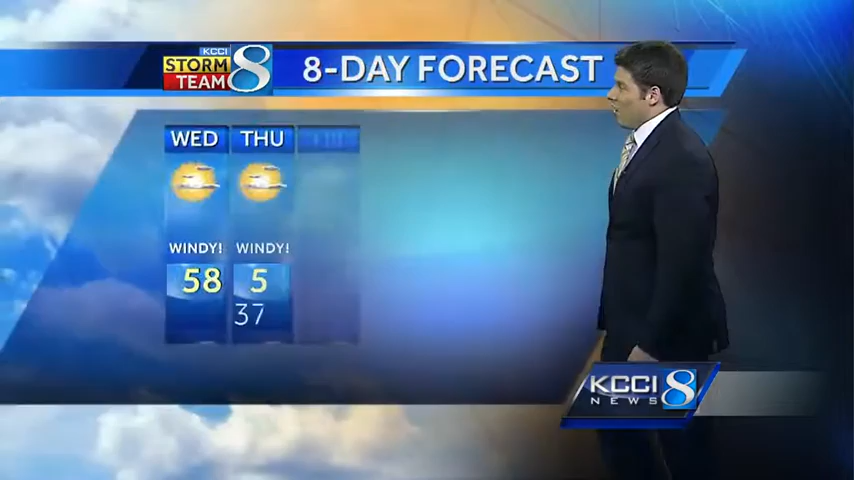 KCCI
STORM
TEAM 8
8-DAY FORECAST
WED THU
WINDY! WINDY!
58 5
37
KCCI 8
NEWS